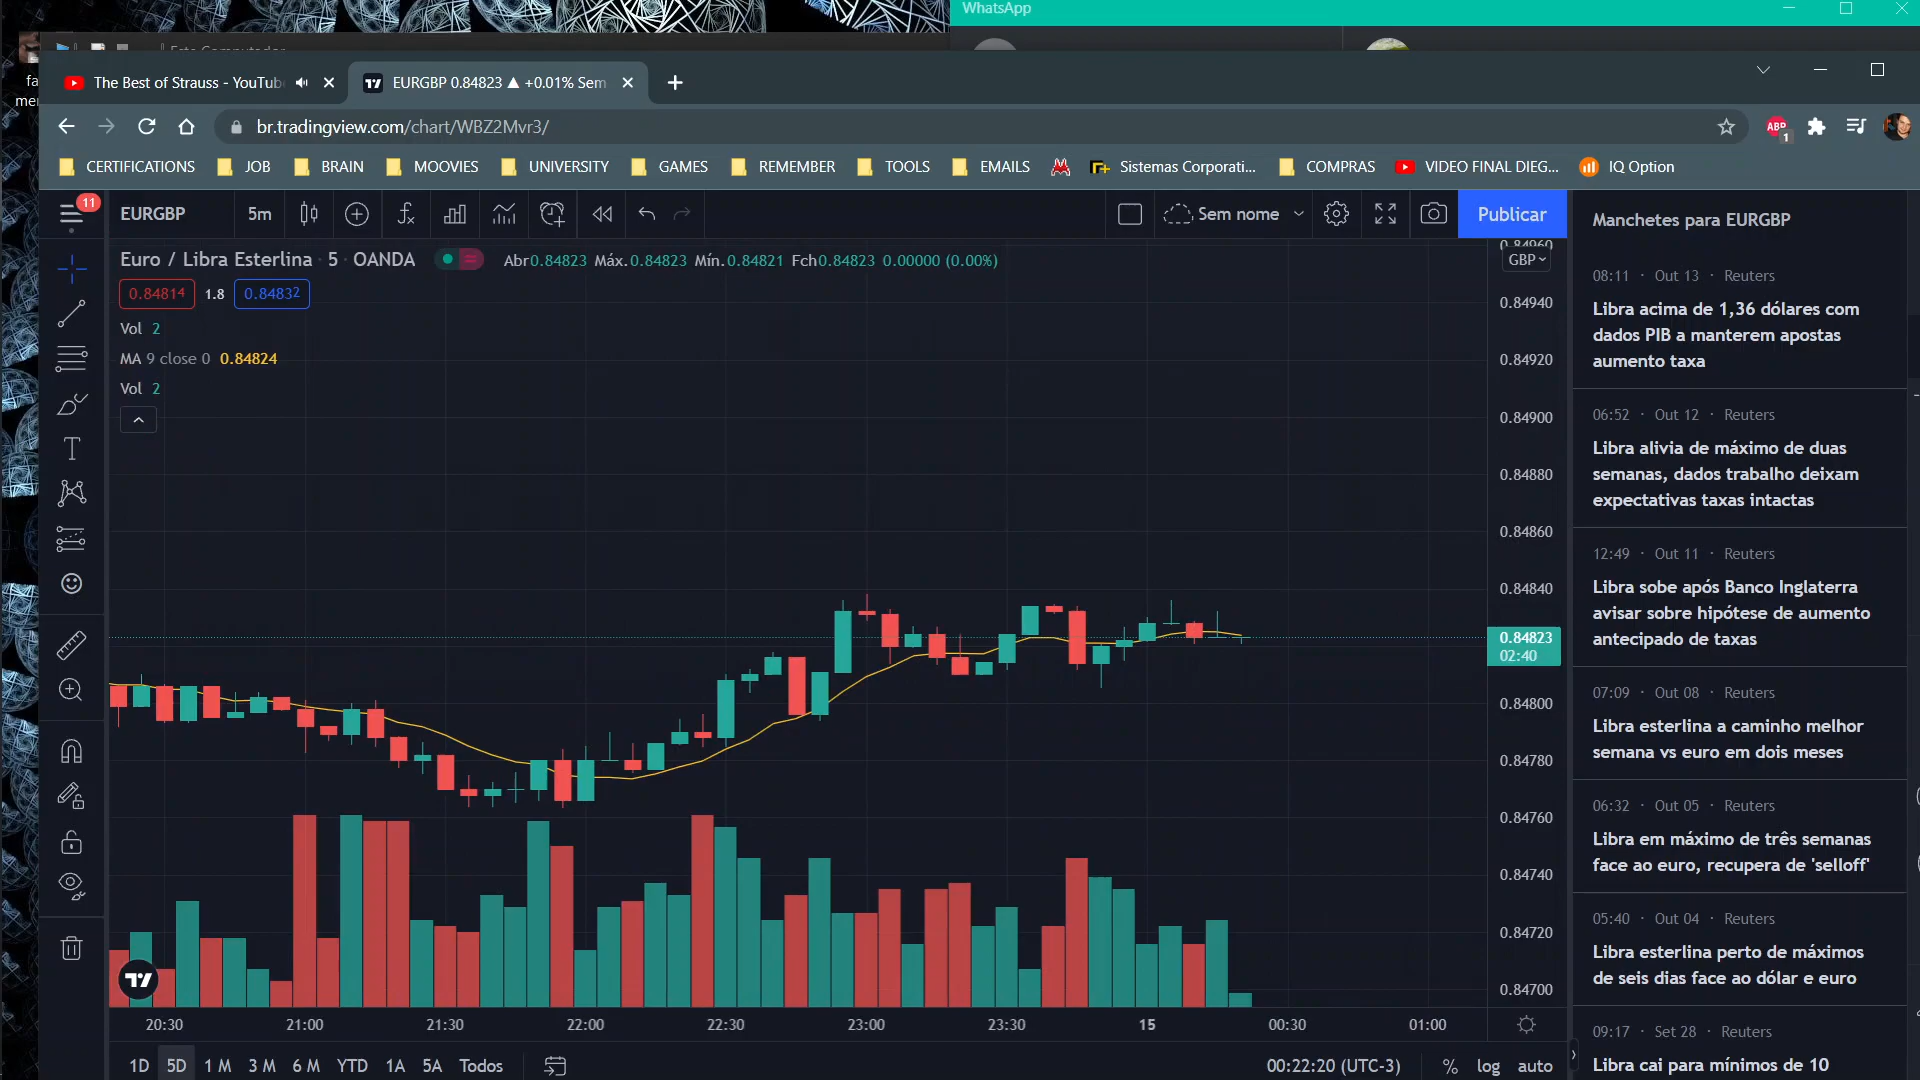 WhatsApp
Este Computador
fa
mer
The Best of Strauss - YouTub
EURGBP 0.84823 ▲ +0.01% Sem
br.tradingview.com/chart/WBZ2Mvr3/
ABP
1
CERTIFICATIONS
JOB
BRAIN
MOOVIES
UNIVERSITY
GAMES
REMEMBER
TOOLS
EMAILS
Sistemas Corporati...
COMPRAS
VIDEO FINAL DIEG...
IQ Option
11
EURGBP
5m
Sem nome
Publicar
Euro / Libra Esterlina · 5 · OANDA
Abr0.84823 Máx.0.84823 Mín.0.84821 Fch0.84823 0.00000 (0.00%)
0.84814 1.8 0.84832
Vol 2
MA 9 close 0 0.84824
Vol 2
0.84960
GBP
0.84940
0.84920
0.84900
0.84880
0.84860
0.84840
0.84823
02:40
0.84800
0.84780
0.84760
0.84740
0.84720
0.84700
20:30 21:00 21:30 22:00 22:30 23:00 23:30 15 00:30 01:00
1D 5D 1 M 3 M 6 M YTD 1A 5A Todos
00:22:20 (UTC-3) % log auto
Manchetes para EURGBP
08:11 · Out 13 · Reuters
Libra acima de 1,36 dólares com
dados PIB a manterem apostas
aumento taxa
06:52 · Out 12 · Reuters
Libra alivia de máximo de duas
semanas, dados trabalho deixam
expectativas taxas intactas
12:49 · Out 11 · Reuters
Libra sobe após Banco Inglaterra
avisar sobre hipótese de aumento
antecipado de taxas
07:09 · Out 08 · Reuters
Libra esterlina a caminho melhor
semana vs euro em dois meses
06:32 · Out 05 · Reuters
Libra em máximo de três semanas
face ao euro, recupera de 'selloff'
05:40 · Out 04 · Reuters
Libra esterlina perto de máximos
de seis dias face ao dólar e euro
09:17 · Set 28 · Reuters
Libra cai para mínimos de 10